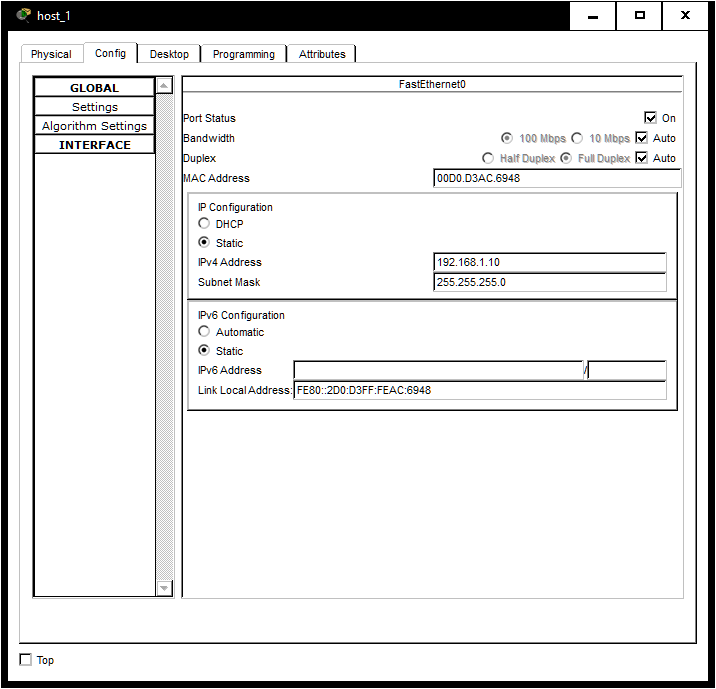 host_1
Physical Config Desktop Programming Attributes
GLOBAL
Settings
Algorithm Settings
INTERFACE
FastEthernet0
Port Status On
Bandwidth 100 Mbps 10 Mbps Auto
Duplex Half Duplex Full Duplex Auto
MAC Address 00D0.D3AC.6948
IP Configuration
DHCP
Static
IPv4 Address 192.168.1.10
Subnet Mask 255.255.255.0
IPv6 Configuration
Automatic
Static
IPv6 Address /
Link Local Address: FE80::2D0:D3FF:FEAC:6948
Top